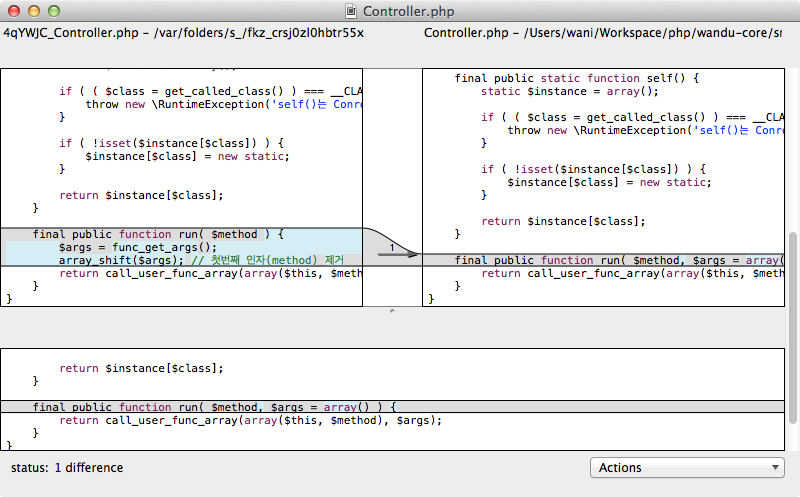 Controller.php
4qYWJC_Controller.php – /var/folders/s_/fkz_crsj0zl0hbtr55x
Controller.php – /Users/wani/Workspace/php/wandu-core/sr
if ( ( $class = get_called_class() ) === __CLA
throw new \RuntimeException('self()는 Conr
}
if ( !isset($instance[$class]) ) {
$instance[$class] = new static;
}
return $instance[$class];
}
final public function run( $method ) {
$args = func_get_args();
array_shift($args); // 첫번째 인자(method) 제거
return call_user_func_array(array($this, $meth
}
}
1
final public static function self() {
static $instance = array();
if ( ( $class = get_called_class() ) === __CLA
throw new \RuntimeException('self()는 Conr
}
if ( !isset($instance[$class]) ) {
$instance[$class] = new static;
}
return $instance[$class];
}
final public function run( $method, $args = array(
return call_user_func_array(array($this, $meth
}
}
return $instance[$class];
}
final public function run( $method, $args = array() ) {
return call_user_func_array(array($this, $method), $args);
}
}
status: 1 difference
Actions